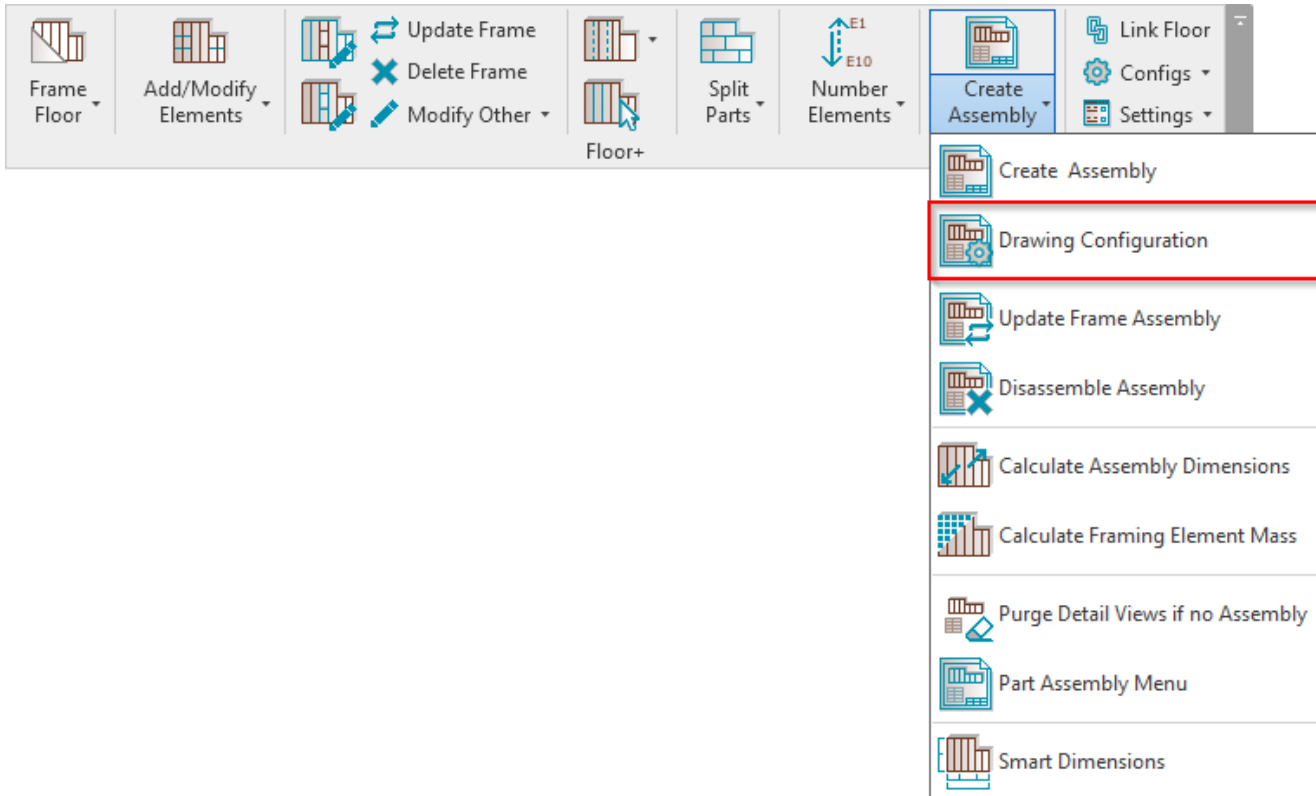 Frame
Floor
Add/Modify
Elements
Update Frame
Delete Frame
Modify Other
Split
Parts
E1
E10
Number
Elements
Create
Assembly
Link Floor
Configs
Settings
Floor+
Create Assembly
Drawing Configuration
Update Frame Assembly
Disassemble Assembly
Calculate Assembly Dimensions
Calculate Framing Element Mass
Purge Detail Views if no Assembly
Part Assembly Menu
Smart Dimensions